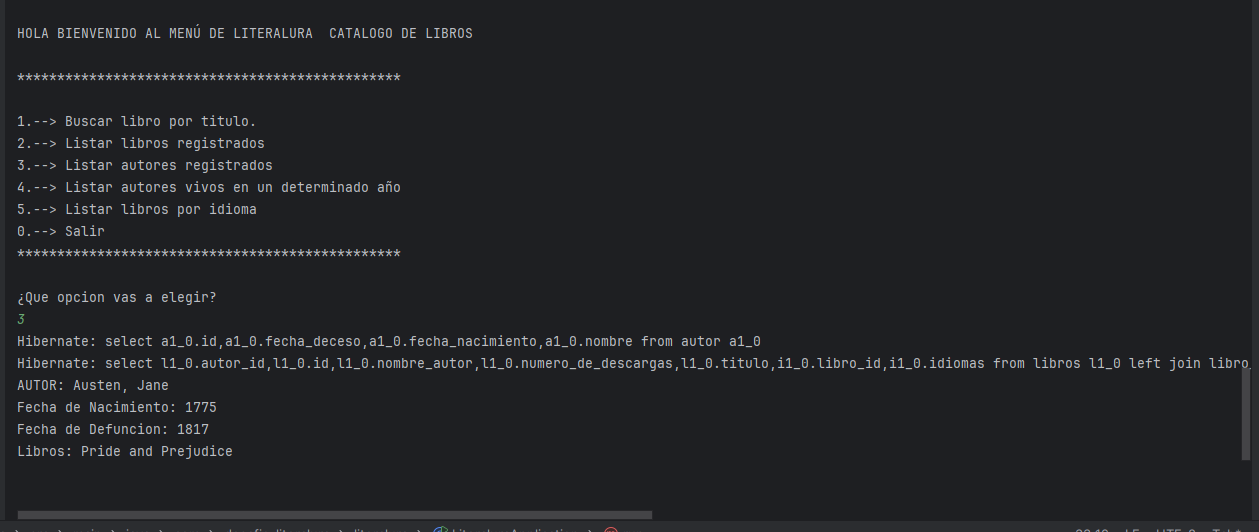 HOLA BIENVENIDO AL MENÚ DE LITERALURA  CATALOGO DE LIBROS
************************************************
1.--> Buscar libro por titulo.
2.--> Listar libros registrados
3.--> Listar autores registrados
4.--> Listar autores vivos en un determinado año
5.--> Listar libros por idioma
0.--> Salir
************************************************
¿Que opcion vas a elegir?
3
Hibernate: select a1_0.id,a1_0.fecha_deceso,a1_0.fecha_nacimiento,a1_0.nombre from autor a1_0
Hibernate: select l1_0.autor_id,l1_0.id,l1_0.nombre_autor,l1_0.numero_de_descargas,l1_0.titulo,i1_0.libro_id,i1_0.idiomas from libros l1_0 left join libro_
AUTOR: Austen, Jane
Fecha de Nacimiento: 1775
Fecha de Defuncion: 1817
Libros: Pride and Prejudice